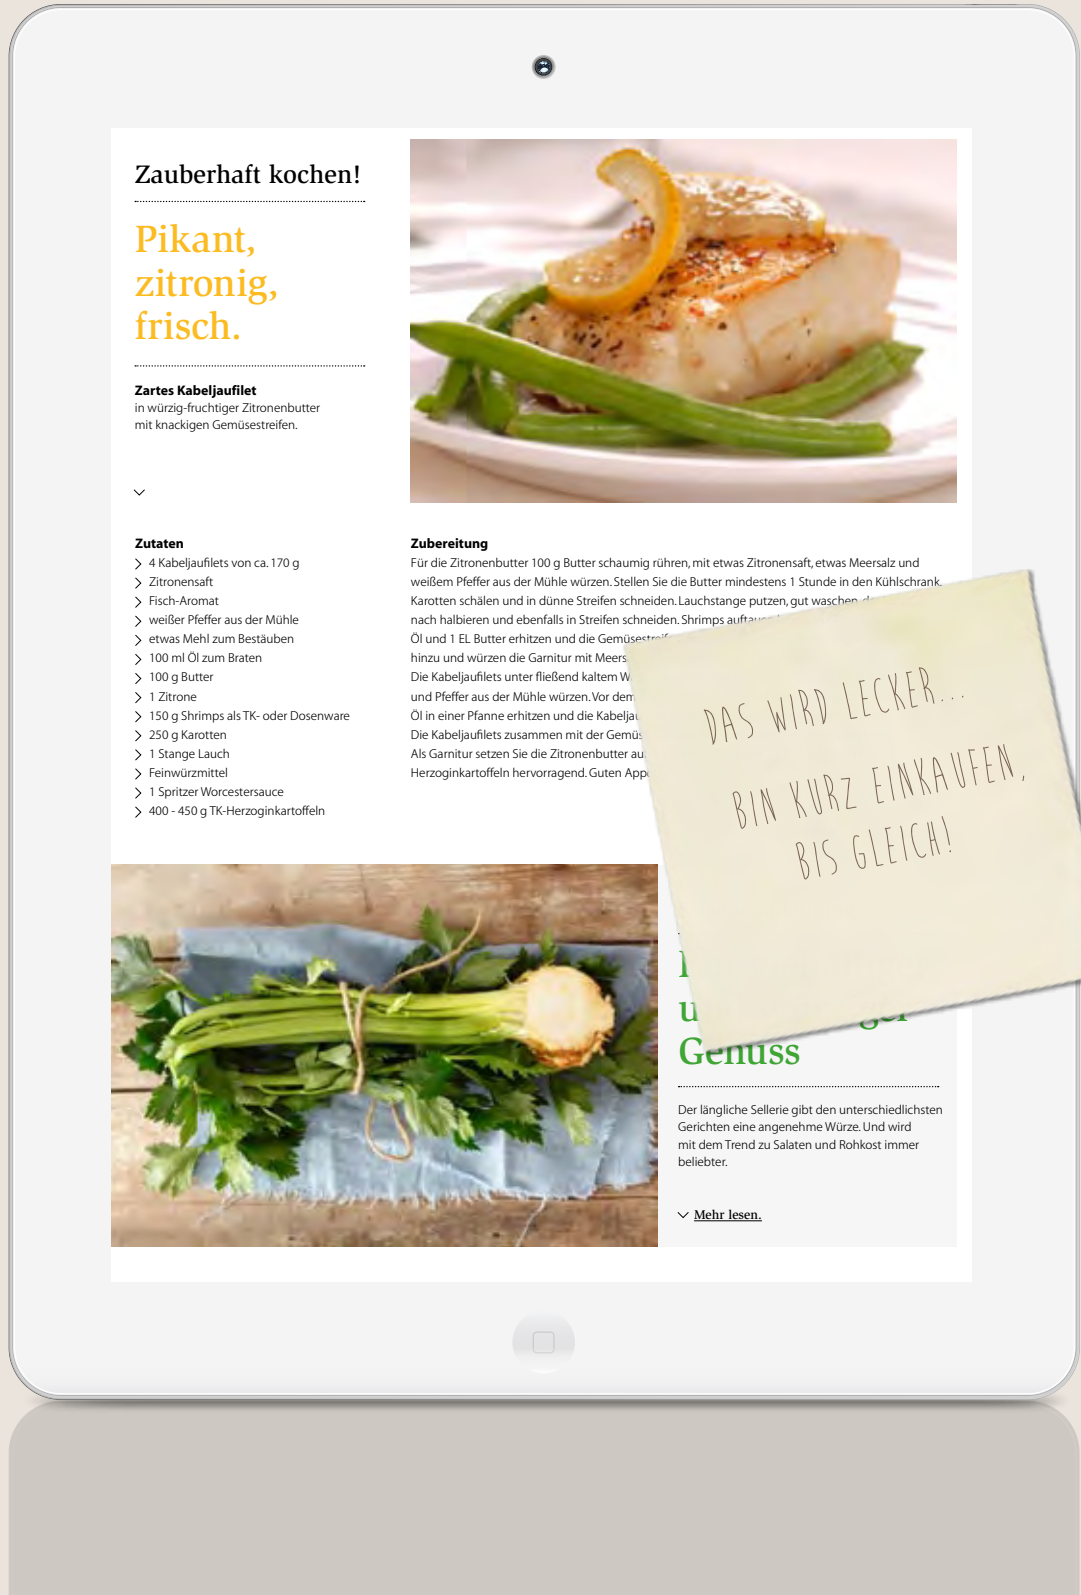 Zauberhaft kochen!
Pikant,
zitronig,
frisch.
Zartes Kabeljaufilet
in würzig-fruchtiger Zitronenbutter
mit knackigen Gemüsestreifen.
Zutaten
4 Kabeljaufilets von ca. 170 g
Zitronensaft
Fisch-Aromat
weißer Pfeffer aus der Mühle
etwas Mehl zum Bestäuben
100 ml Öl zum Braten
100 g Butter
1 Zitrone
150 g Shrimps als TK- oder Dosenware
250 g Karotten
1 Stange Lauch
Feinwürzmittel
1 Spritzer Worcestersauce
400 - 450 g TK-Herzoginkartoffeln
Zubereitung
Für die Zitronenbutter 100 g Butter schaumig rühren, mit etwas Zitronensaft, etwas Meersalz und
weißem Pfeffer aus der Mühle würzen. Stellen Sie die Butter mindestens 1 Stunde in den Kühlschrank.
Karotten schälen und in dünne Streifen schneiden. Lauchstange putzen, gut waschen,
nach halbieren und ebenfalls in Streifen schneiden. Shrimps
Öl und 1 EL Butter erhitzen und die
hinzu und würzen die Garnitur mit
Die Kabeljaufilets unter fließend kaltem
und Pfeffer aus der Mühle würzen. Vor dem
Öl in einer Pfanne erhitzen und die
Die Kabeljaufilets zusammen mit der
Als Garnitur setzen Sie die Zitronenbutter
Herzoginkartoffeln hervorragend. Guten
DAS WIRD LECKER...
BIN KURZ EINKAUFEN,
BIS GLEICH!
Genuss
Der längliche Sellerie gibt den unterschiedlichsten
Gerichten eine angenehme Würze. Und wird
mit dem Trend zu Salaten und Rohkost immer
beliebter.
Mehr lesen.